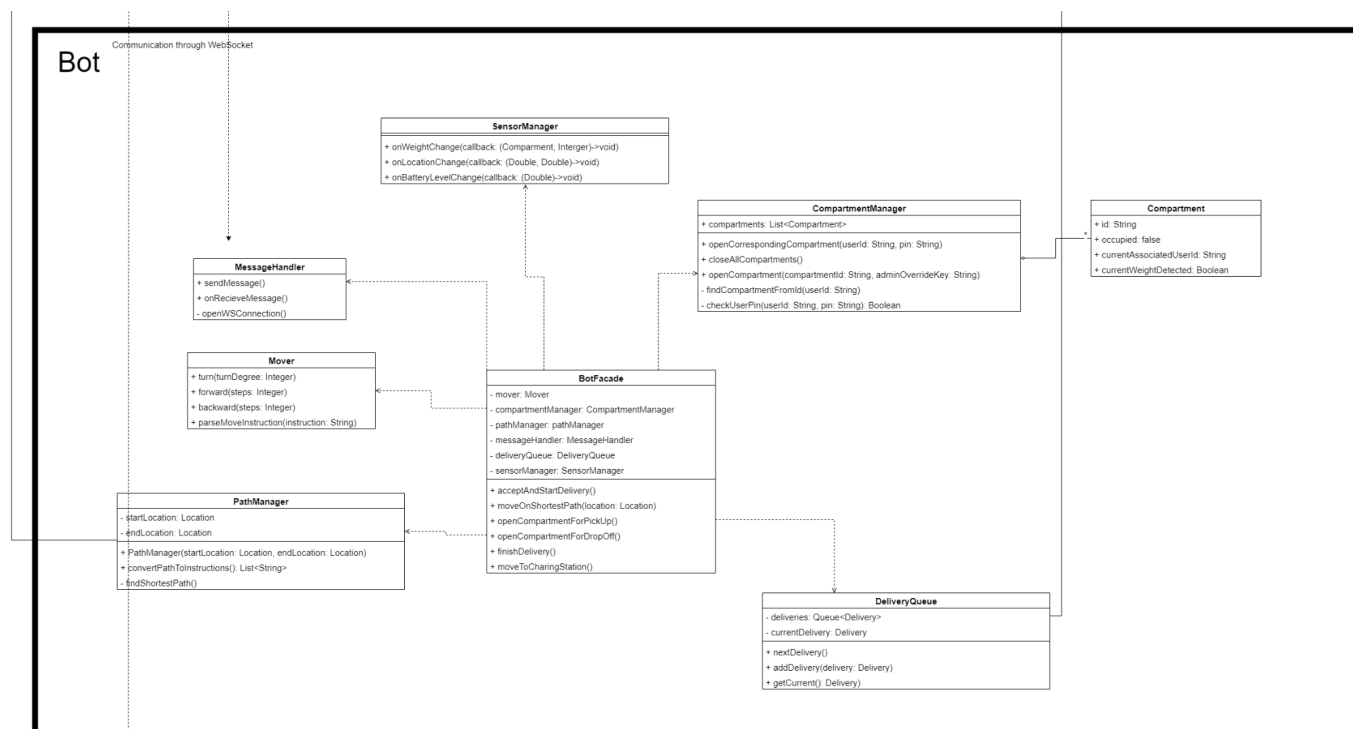 Communication through WebSocket
Bot
SensorManager
+ onWeightChange(callback: (Comparment, Interger)->void)
+ onLocationChange(callback: (Double, Double)->void)
+ onBatteryLevelChange(callback: (Double)->void)
CompartmentManager
+ compartments: List<Compartment>
+ openCorrespondingCompartment(userId: String, pin: String)
+ closeAllCompartments()
+ openCompartment(compartmentId: String, adminOverrideKey: String)
- findCompartmentFromId(userId: String)
- checkUserPin(userId: String, pin: String): Boolean
*
Compartment
+ id: String
+ occupied: false
+ currentAssociatedUserId: String
+ currentWeightDetected: Boolean
MessageHandler
+ sendMessage()
+ onRecieveMessage()
- openWSConnection()
Mover
+ turn(turnDegree: Integer)
+ forward(steps: Integer)
+ backward(steps: Integer)
+ parseMoveInstruction(instruction: String)
BotFacade
- mover: Mover
- compartmentManager: CompartmentManager
- pathManager: pathManager
- messageHandler: MessageHandler
- deliveryQueue: DeliveryQueue
- sensorManager: SensorManager
+ acceptAndStartDelivery()
+ moveOnShortestPath(location: Location)
+ openCompartmentForPickUp()
+ openCompartmentForDropOff()
+ finishDelivery()
+ moveToCharingStation()
PathManager
- startLocation: Location
- endLocation: Location
+ PathManager(startLocation: Location, endLocation: Location)
+ convertPathToInstructions(): List<String>
- findShortestPath()
DeliveryQueue
- deliveries: Queue<Delivery>
- currentDelivery: Delivery
+ nextDelivery()
+ addDelivery(delivery: Delivery)
+ getCurrent(): Delivery)